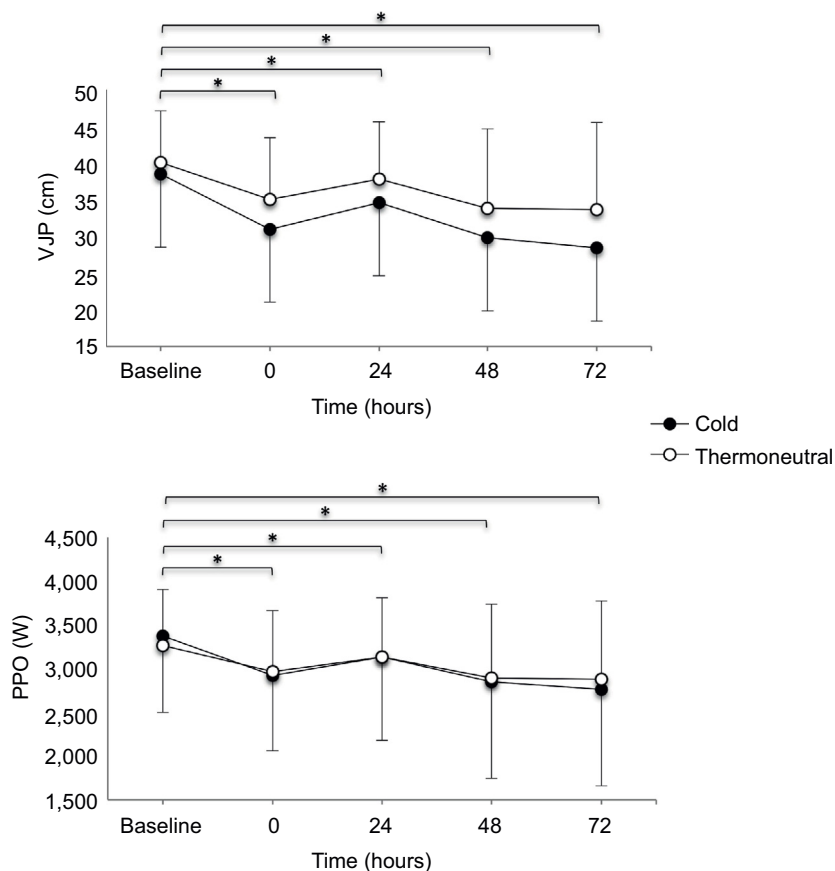 *
*
*
*
50
45
40
35
30
25
20
15
VJP (cm)
Baseline 0 24 48 72
Time (hours)
Cold
Thermoneutral
*
*
*
*
4,500
4,000
3,500
3,000
2,500
2,000
1,500
PPO (W)
Baseline 0 24 48 72
Time (hours)